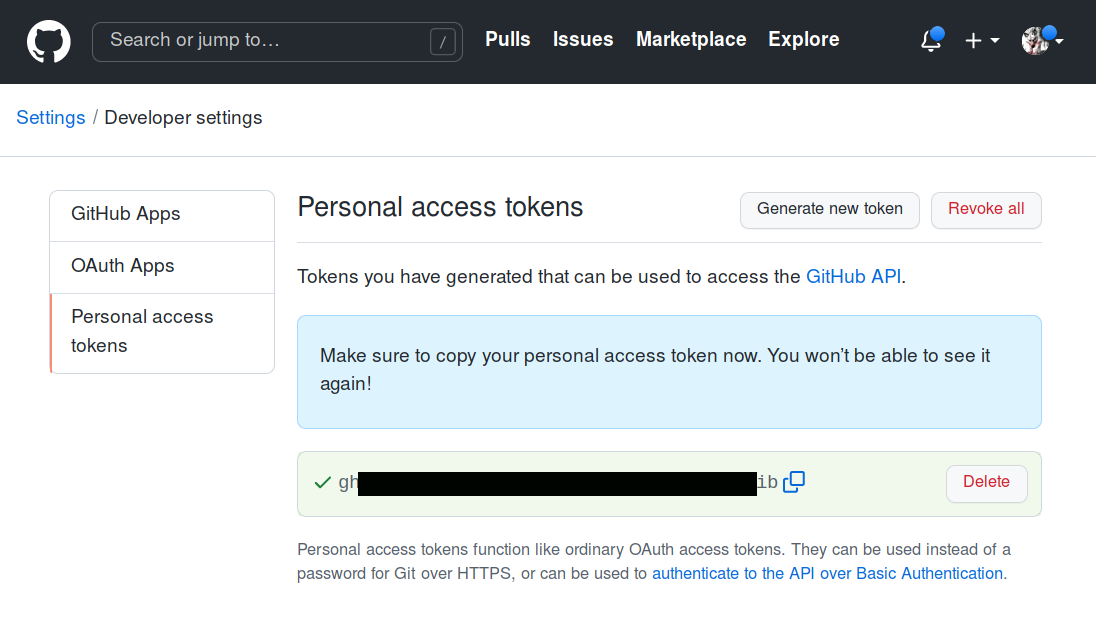 Search or jump to…
/
Pulls
Issues
Marketplace
Explore
Settings / Developer settings
GitHub Apps
OAuth Apps
Personal access
tokens
Personal access tokens
Generate new token
Revoke all
Tokens you have generated that can be used to access the GitHub API.
Make sure to copy your personal access token now. You won’t be able to see it
again!
gh
ib
Delete
Personal access tokens function like ordinary OAuth access tokens. They can be used instead of a
password for Git over HTTPS, or can be used to authenticate to the API over Basic Authentication.